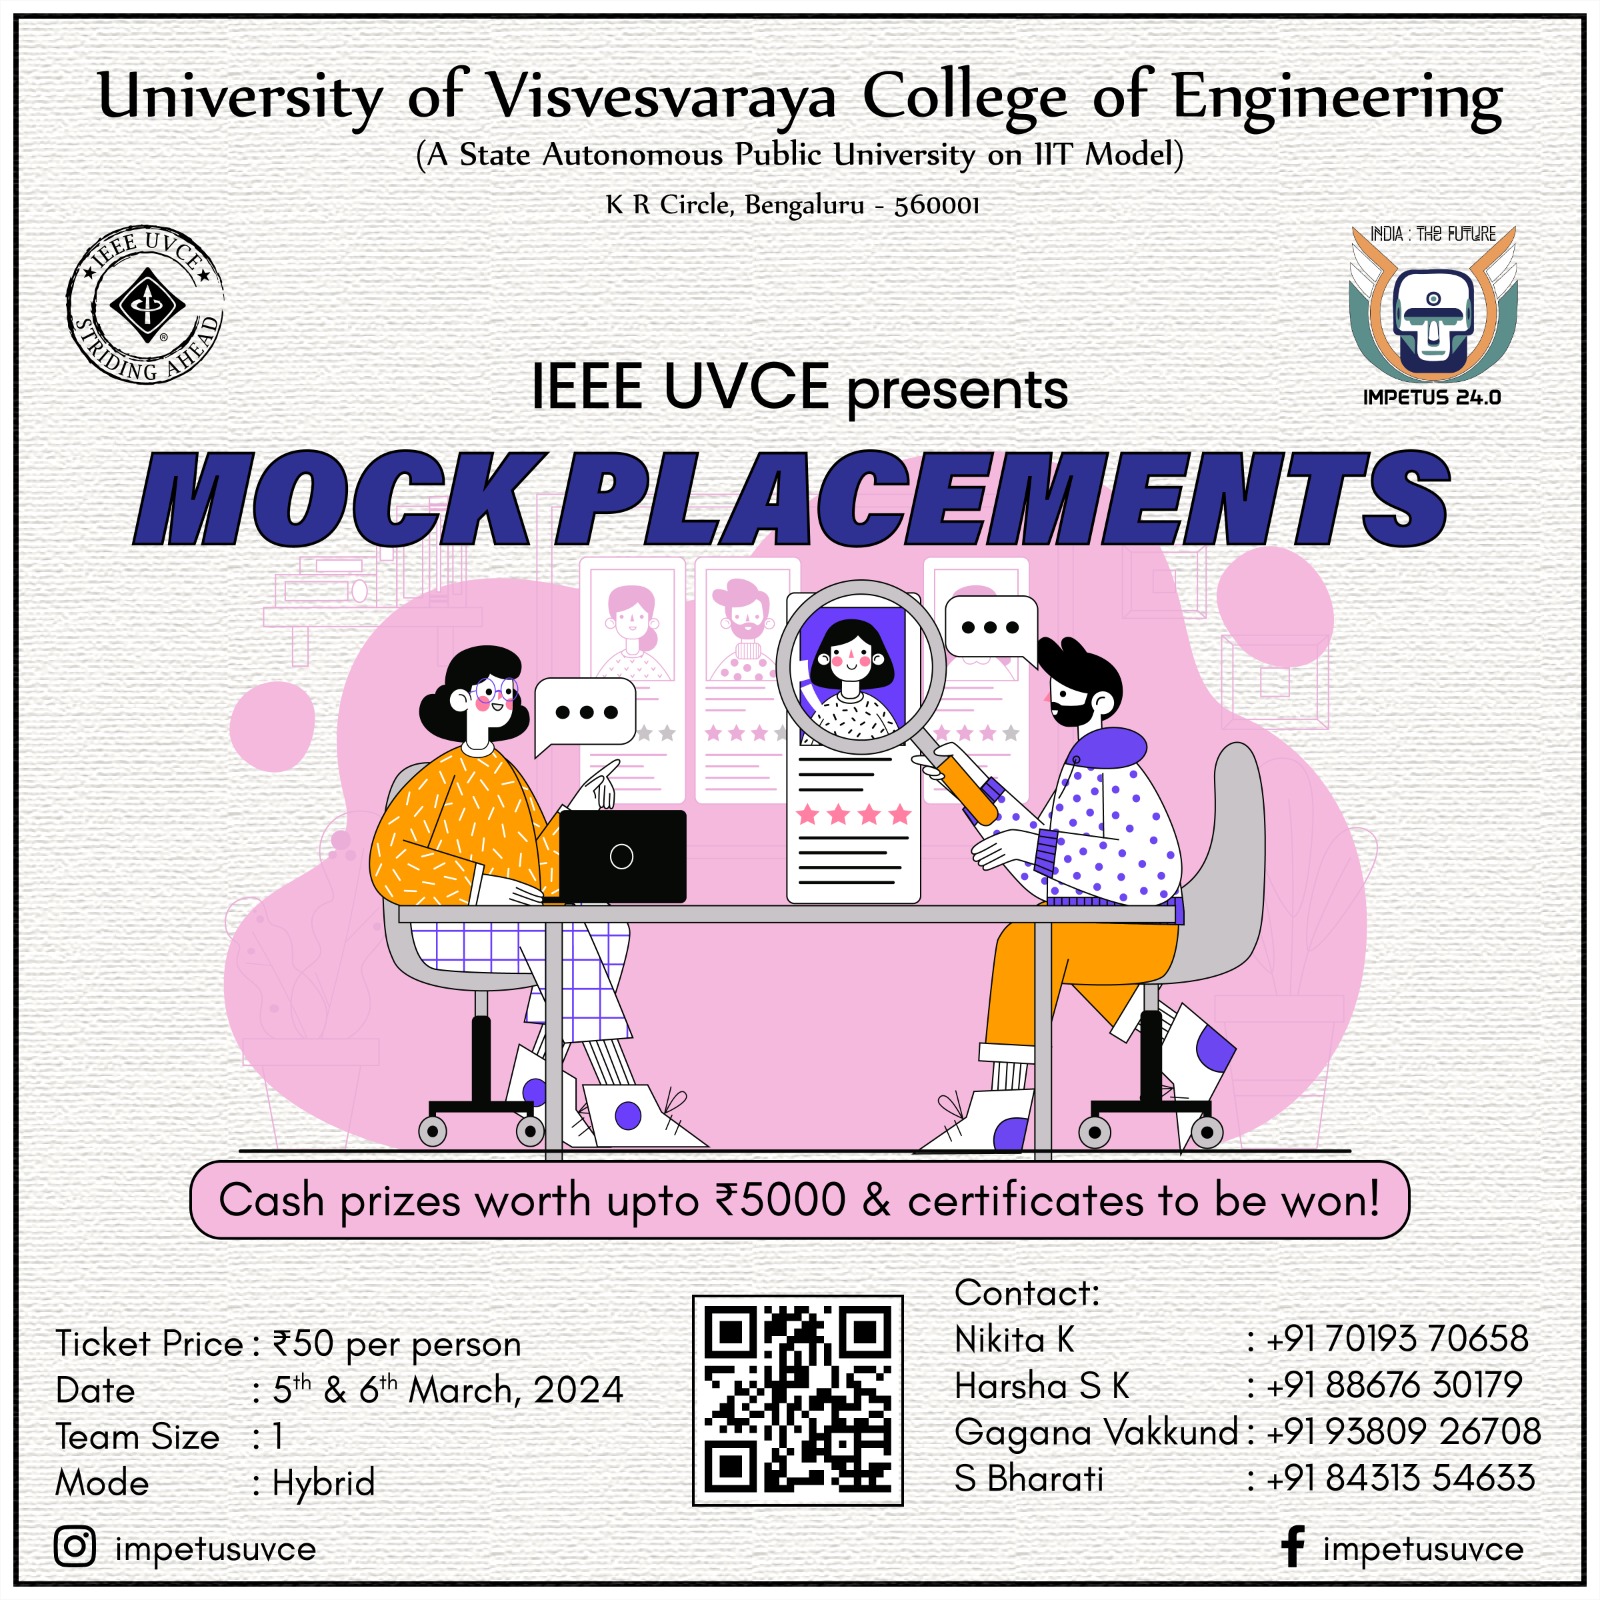 University of Visvesvaraya College of Engineering
(A State Autonomous Public University on IIT Model)
K R Circle, Bengaluru - 560001
★ IEEE UVCE ★
STRIDING AHEAD
®
INDIA : THE FUTURE
IMPETUS 24.0
IEEE UVCE presents
MOCK PLACEMENTS
Cash prizes worth upto ₹5000 & certificates to be won!
Ticket Price : ₹50 per person
Date : 5th & 6th March, 2024
Team Size : 1
Mode : Hybrid
Contact:
Nikita K : +91 70193 70658
Harsha S K : +91 88676 30179
Gagana Vakkund : +91 93809 26708
S Bharati : +91 84313 54633
impetusuvce
impetusuvce